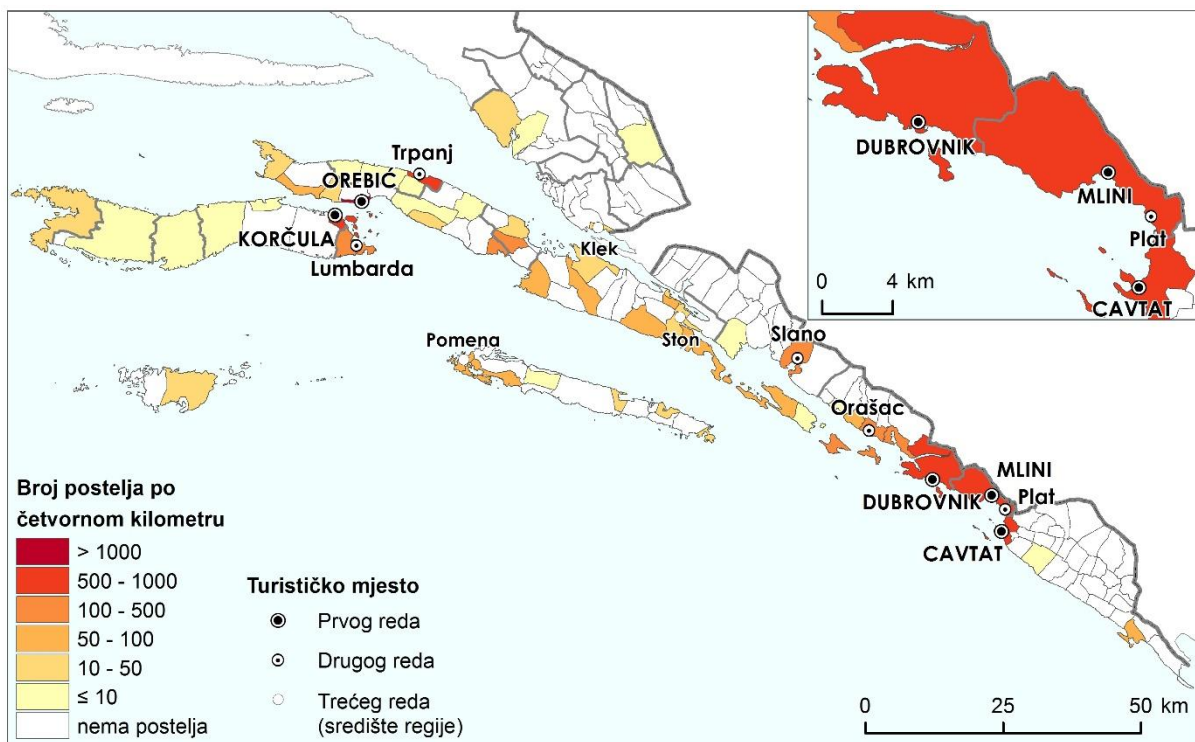 DUBROVNIK
MLINI
Plat
CAVTAT
0 4 km
Trpanj
OREBIĆ
KORČULA
Lumbarda
Klek
Pomena
Ston
Slano
Orašac
MLINI
Plat
DUBROVNIK
CAVTAT
Broj postelja po
četvornom kilometru
> 1000
500 - 1000
100 - 500
50 - 100
10 - 50
≤ 10
nema postelja
Turističko mjesto
Prvog reda
Drugog reda
Trećeg reda
(središte regije)
0 25 50 km